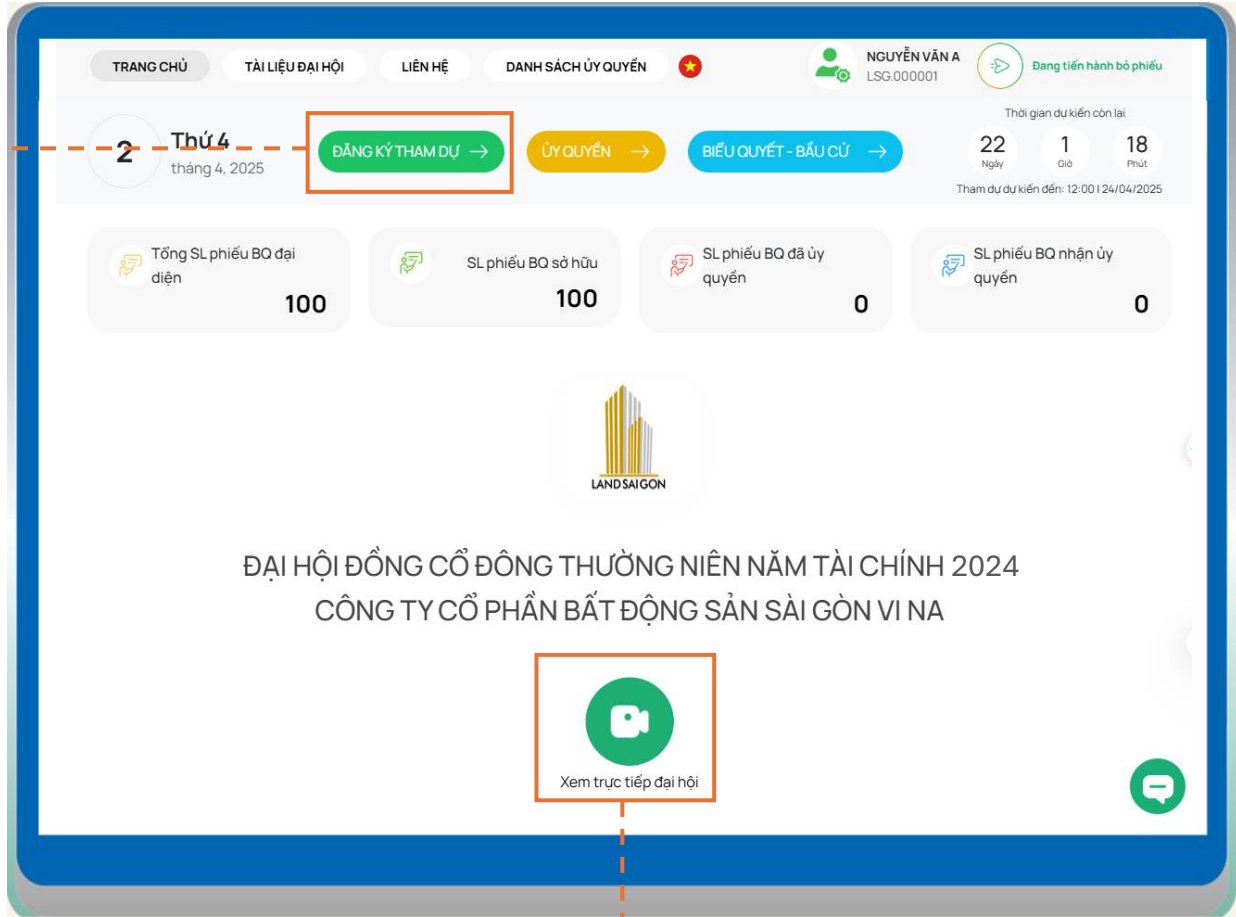 TRANG CHỦ
TÀI LIỆU ĐẠI HỘI
LIÊN HỆ
DANH SÁCH ỦY QUYỀN
NGUYỄN VĂN A
LSG.000001
Đang tiến hành bỏ phiếu
2
Thứ 4
tháng 4, 2025
ĐĂNG KÝ THAM DỰ →
ỦY QUYỀN →
BIỂU QUYẾT - BẦU CỬ →
Thời gian dự kiến còn lại
22 1 18
Ngày Giờ Phút
Tham dự dự kiến đến: 12:00 | 24/04/2025
Tổng SL phiếu BQ đại
diện
100
SL phiếu BQ sở hữu
100
SL phiếu BQ đã ủy
quyền
0
SL phiếu BQ nhận ủy
quyền
0
LAND SAIGON
ĐẠI HỘI ĐỒNG CỔ ĐÔNG THƯỜNG NIÊN NĂM TÀI CHÍNH 2024
CÔNG TY CỔ PHẦN BẤT ĐỘNG SẢN SÀI GÒN VI NA
Xem trực tiếp đại hội